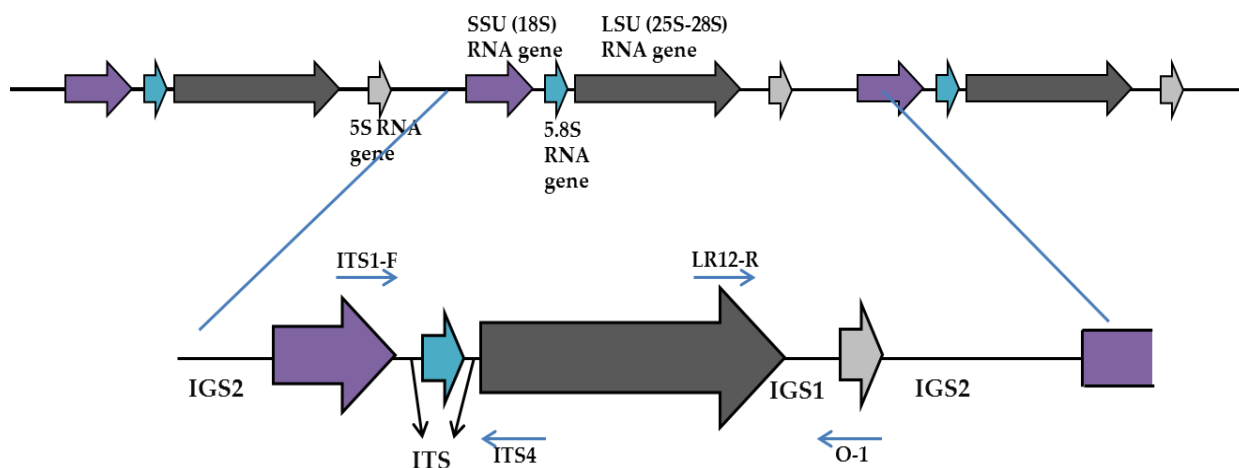 SSU (18S)
RNA gene
LSU (25S-28S)
RNA gene
5S RNA
gene
5.8S
RNA
gene
ITS1-F
LR12-R
IGS2
IGS1
IGS2
ITS
ITS4
O-1